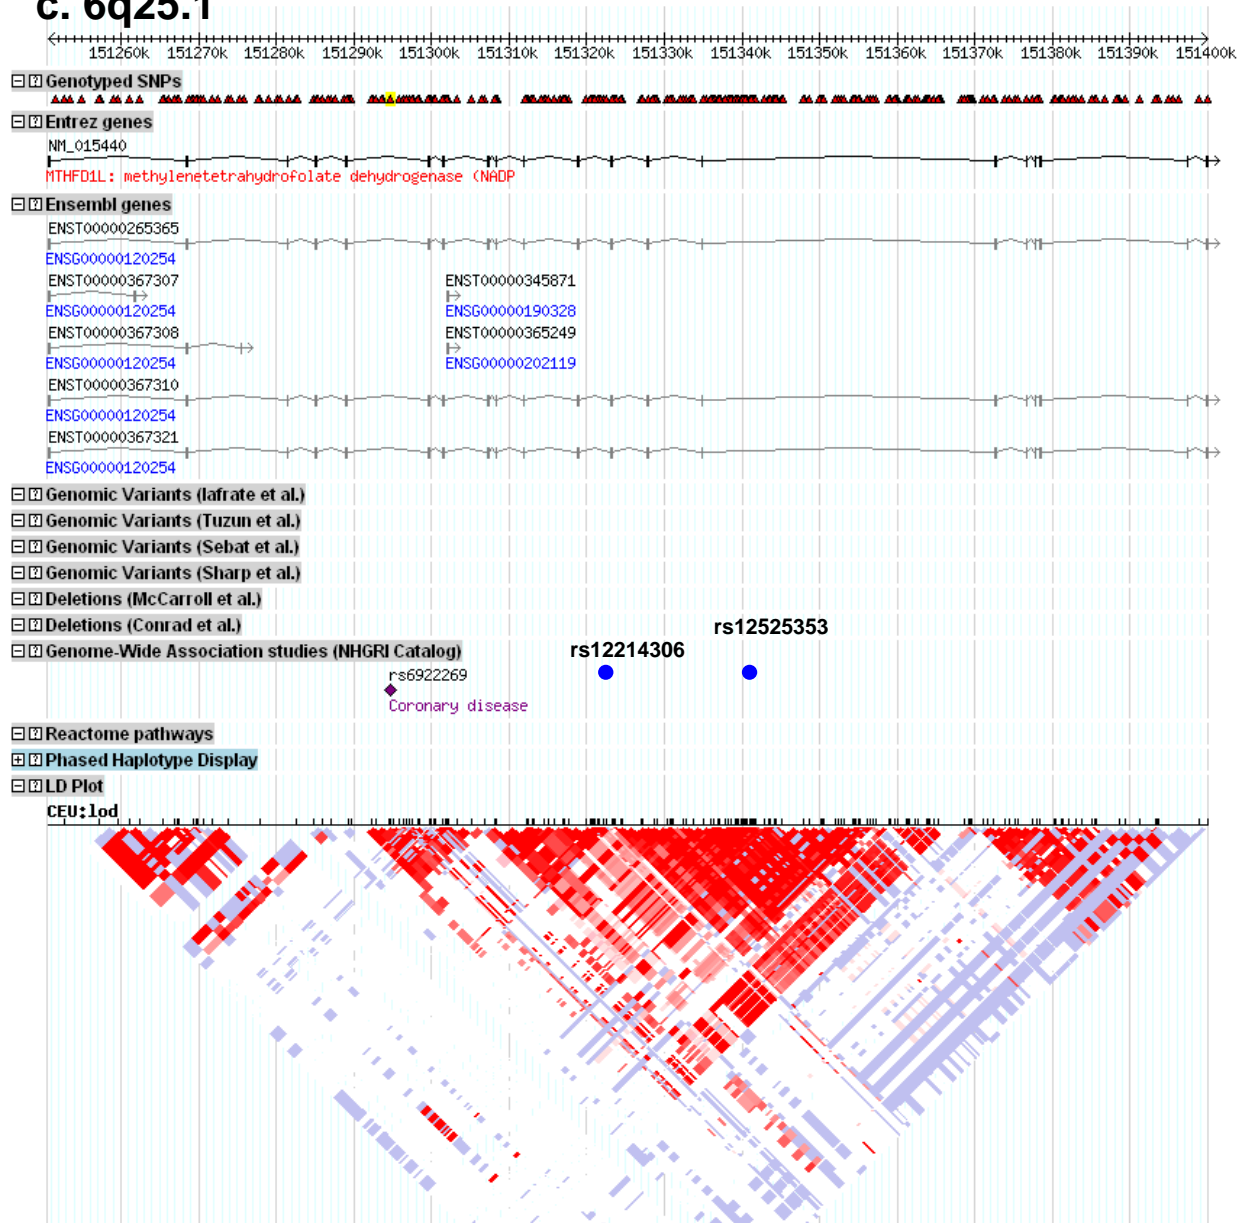 c. 6q25.1
151260k 151270k 151280k 151290k 151300k 151310k 151320k 151330k 151340k 151350k 151360k 151370k 151380k 151390k 151400k
Genotyped SNPs
Entrez genes
NM_015440
MTHFD1L: methylenetetrahydrofolate dehydrogenase (NADP
Ensembl genes
ENST00000265365
ENSG00000120254
ENST00000367307 ENST00000345871
ENSG00000120254 ENSG00000190328
ENST00000367308 ENST00000365249
ENSG00000120254 ENSG00000202119
ENST00000367310
ENSG00000120254
ENST00000367321
ENSG00000120254
Genomic Variants (Iafrate et al.)
Genomic Variants (Tuzun et al.)
Genomic Variants (Sebat et al.)
Genomic Variants (Sharp et al.)
Deletions (McCarroll et al.)
Deletions (Conrad et al.)
rs12525353
Genome-Wide Association studies (NHGRI Catalog) rs12214306
rs6922269
Coronary disease
Reactome pathways
Phased Haplotype Display
LD Plot
CEU:lod